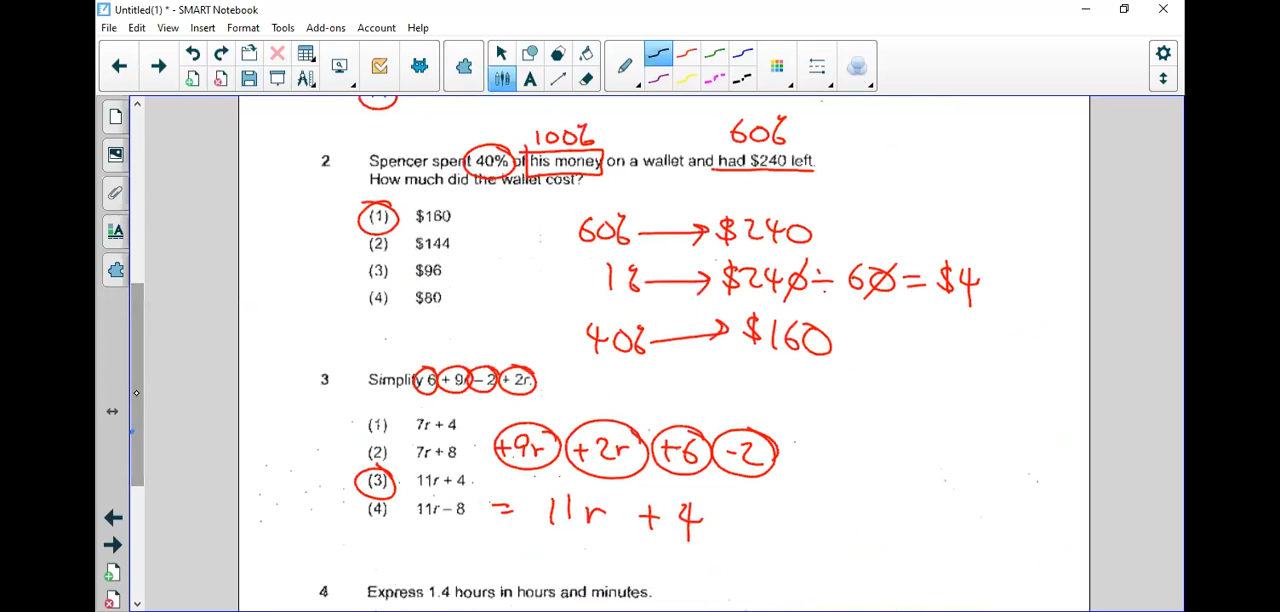 Untitled(1) * - SMART Notebook
File Edit View Insert Format Tools Add-ons Account Help
100%
60%
2 Spencer spent 40% of his money on a wallet and had $240 left.
How much did the wallet cost?
(1) $160
(2) $144
(3) $96
(4) $80
60% → $240
1% → $240 ÷ 60 = $4
40% → $160
3 Simplify 6 + 9r – 2 + 2r.
(1) 7r + 4
(2) 7r + 8
(3) 11r + 4
(4) 11r – 8
+9r +2r +6 -2
= 11r + 4
4 Express 1.4 hours in hours and minutes.